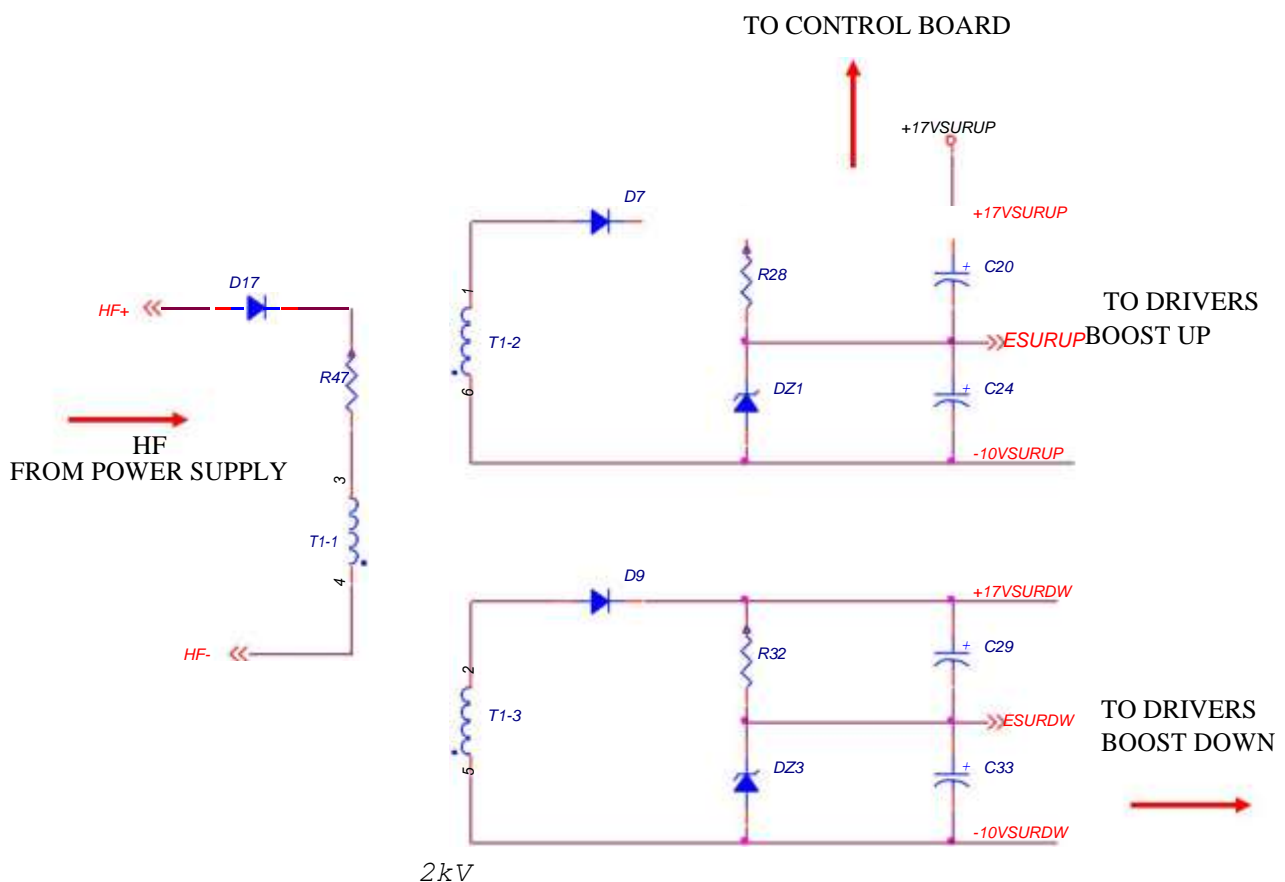 TO CONTROL BOARD
+17VSURUP
D7
+17VSURUP
R28
+ C20
D17
1
HF+
TO DRIVERS
BOOST UP
ESURUP
T1-2
R47
6
DZ1
+ C24
HF
FROM POWER SUPPLY
-10VSURUP
3
T1-1
4
D9
+17VSURDW
R32
+ C29
HF-
2
T1-3
ESURDW
TO DRIVERS
BOOST DOWN
5
DZ3
+ C33
-10VSURDW
2kV